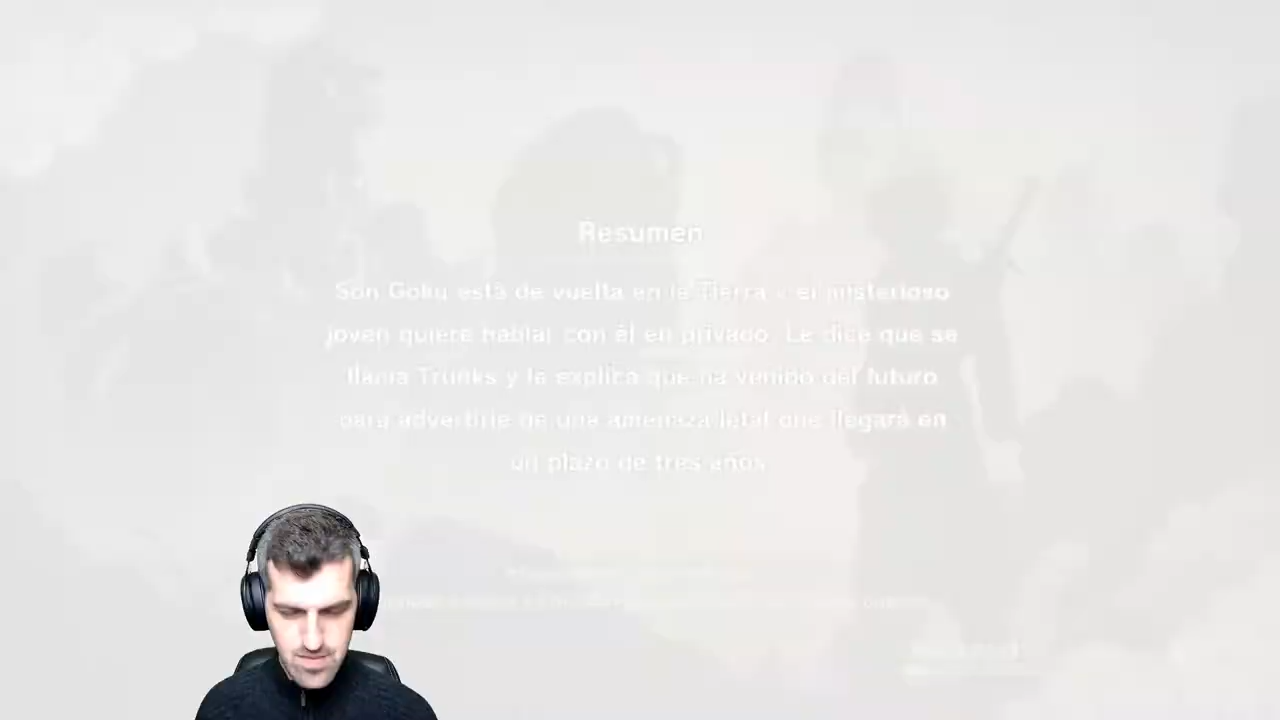 Resumen
Son Goku está de vuelta en la Tierra y el misterioso
joven quiere hablar con él en privado. Le dice que se
llama Trunks y le explica que ha venido del futuro
para advertirle de una amenaza letal que llegará en
un plazo de tres años